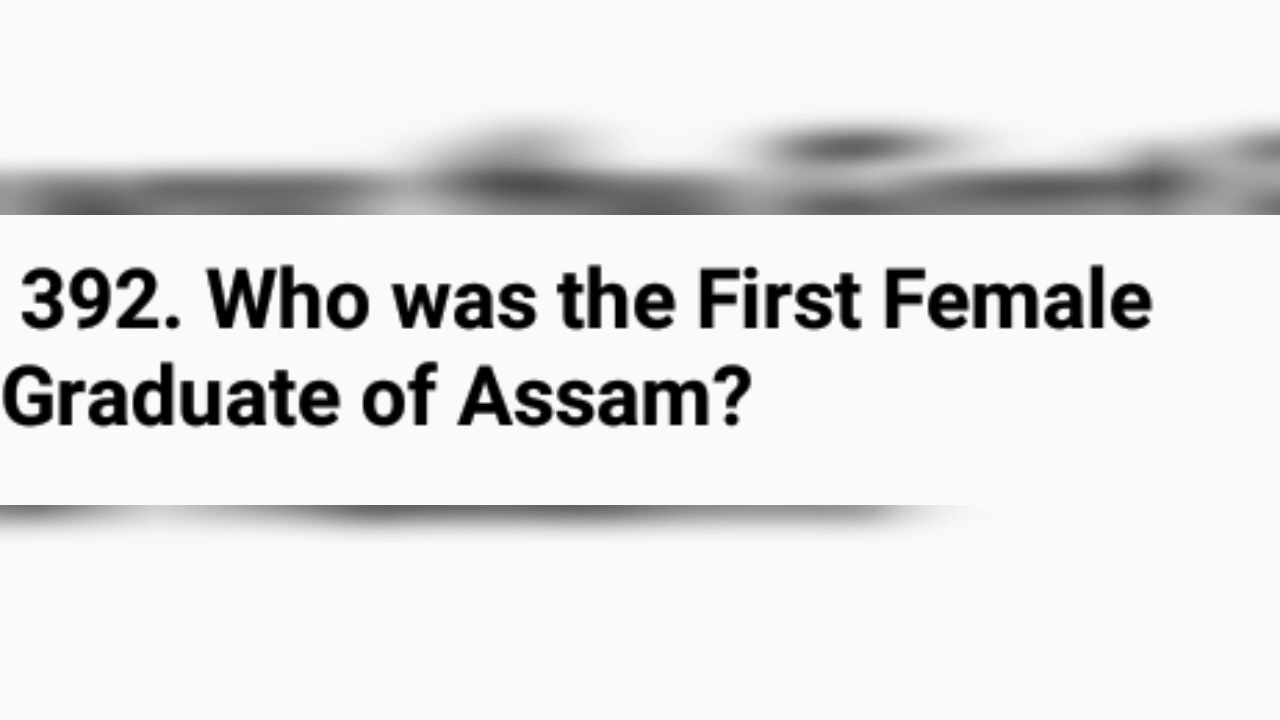 392. Who was the First Female
Graduate of Assam?